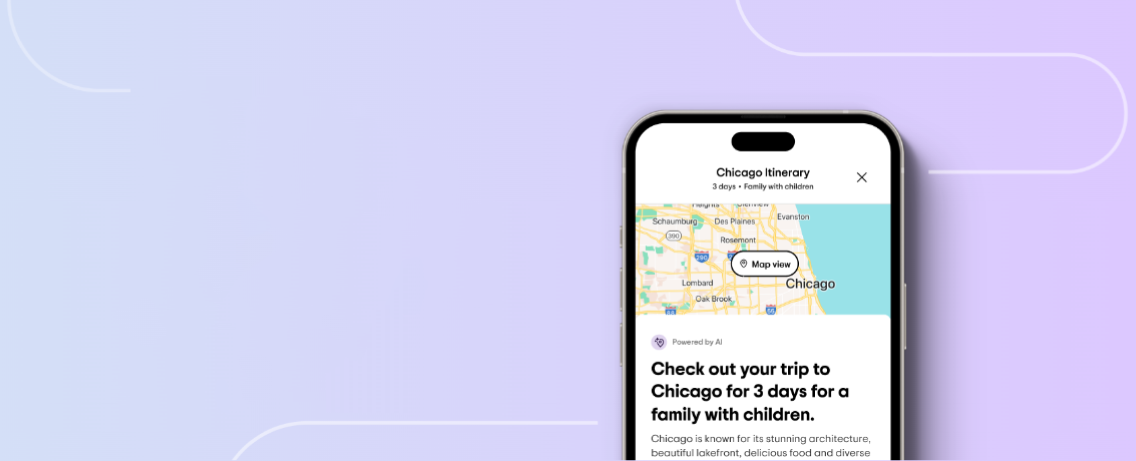 Chicago Itinerary
3 days • Family with children
Heights
Glenview
Evanston
Schaumburg
Des Plaines
390
Rosemont
290
Map view
Lombard
Chicago
Oak Brook
Powered by AI
Check out your trip to
Chicago for 3 days for a
family with children.
Chicago is known for its stunning architecture,
beautiful lakefront, delicious food and diverse